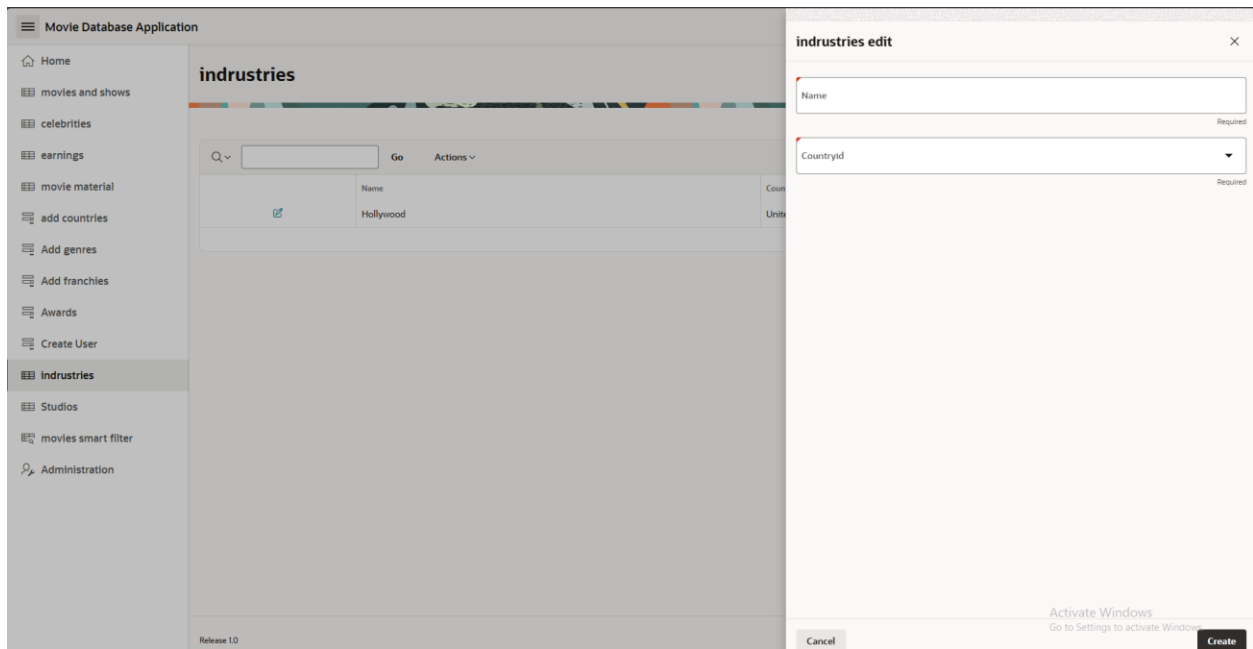 Movie Database Application
Home
movies and shows
celebrities
earnings
movie material
add countries
Add genres
Add franchies
Awards
Create User
indrustries
Studios
movies smart filter
Administration
indrustries
Go Actions
Name Coun
Hollywood Unite
Release 1.0
indrustries edit
Name
Required
CountryId
Required
Activate Windows
Go to Settings to activate Windows.
Cancel Create